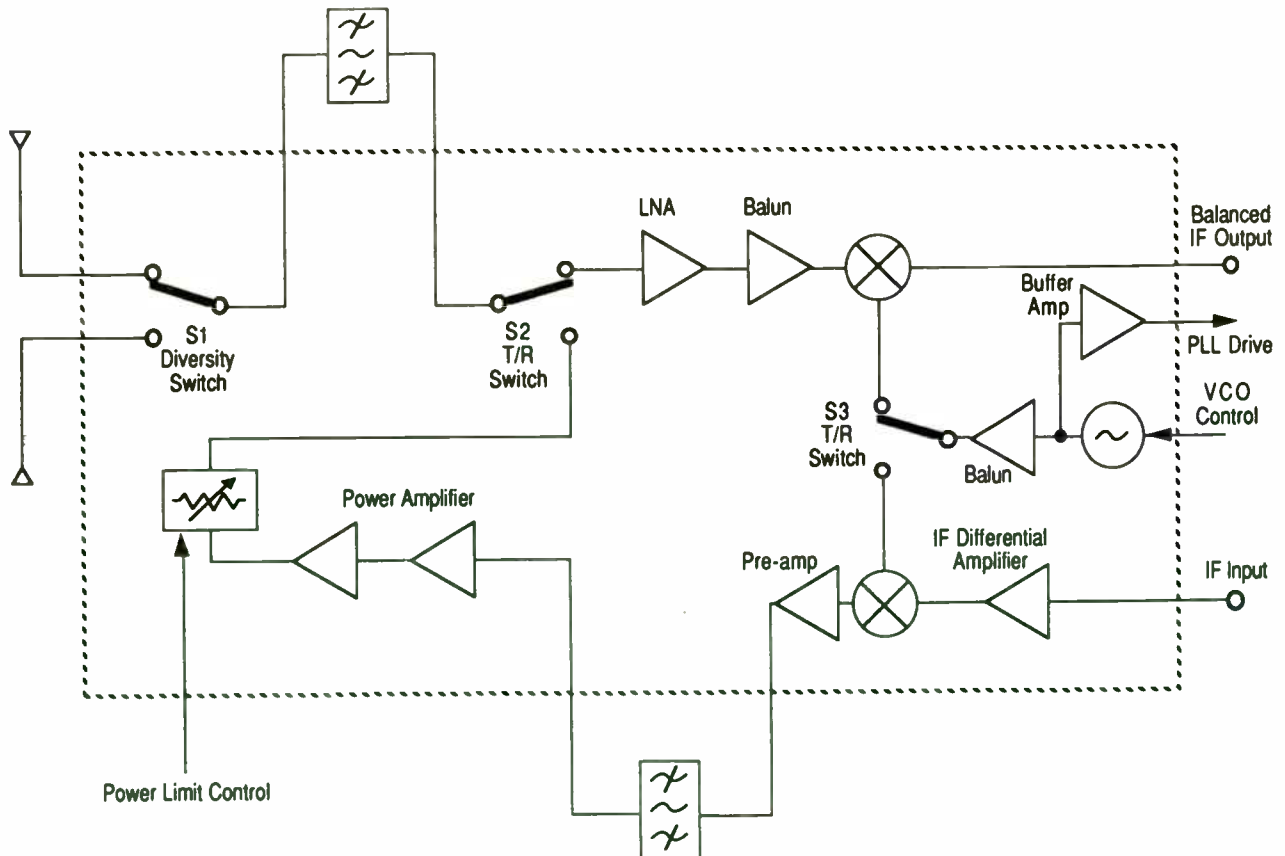 LNA
Balun
Balanced
IF Output
Buffer
Amp
PLL Drive
S1
Diversity
Switch
S2
T/R
Switch
S3
T/R
Switch
VCO
Control
Balun
Power Amplifier
Pre-amp
IF Differential
Amplifier
IF Input
Power Limit Control